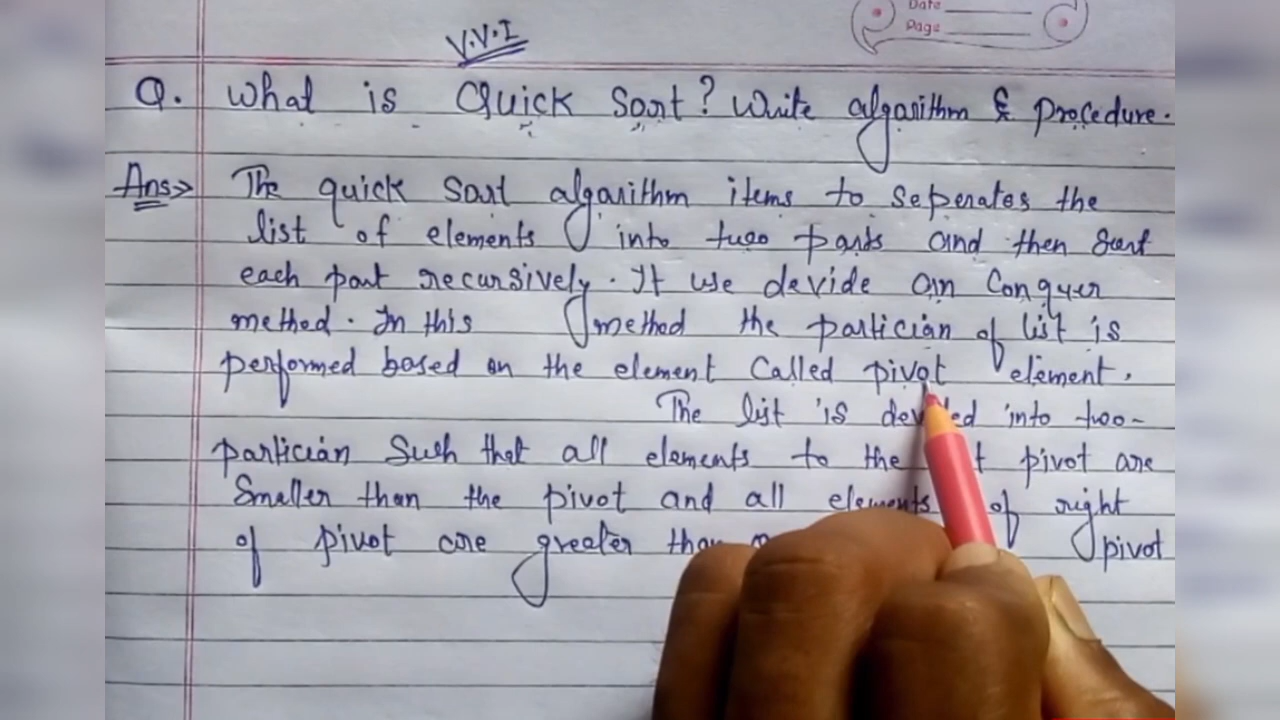 Date
Page
V.V.I
Q. What is Quick Sort? Write algorithm & procedure.
Ans> The quick Sort algorithm items to seperates the
list of elements into two parts and then sort
each part recursively. It use devide an Conquer
method. In this method the partician of list is
performed based on the element Called pivot element.
The list is into two-
partician Such that all elements to the pivot are
Smaller than the pivot and all elements of right
of pivot are greater than pivot